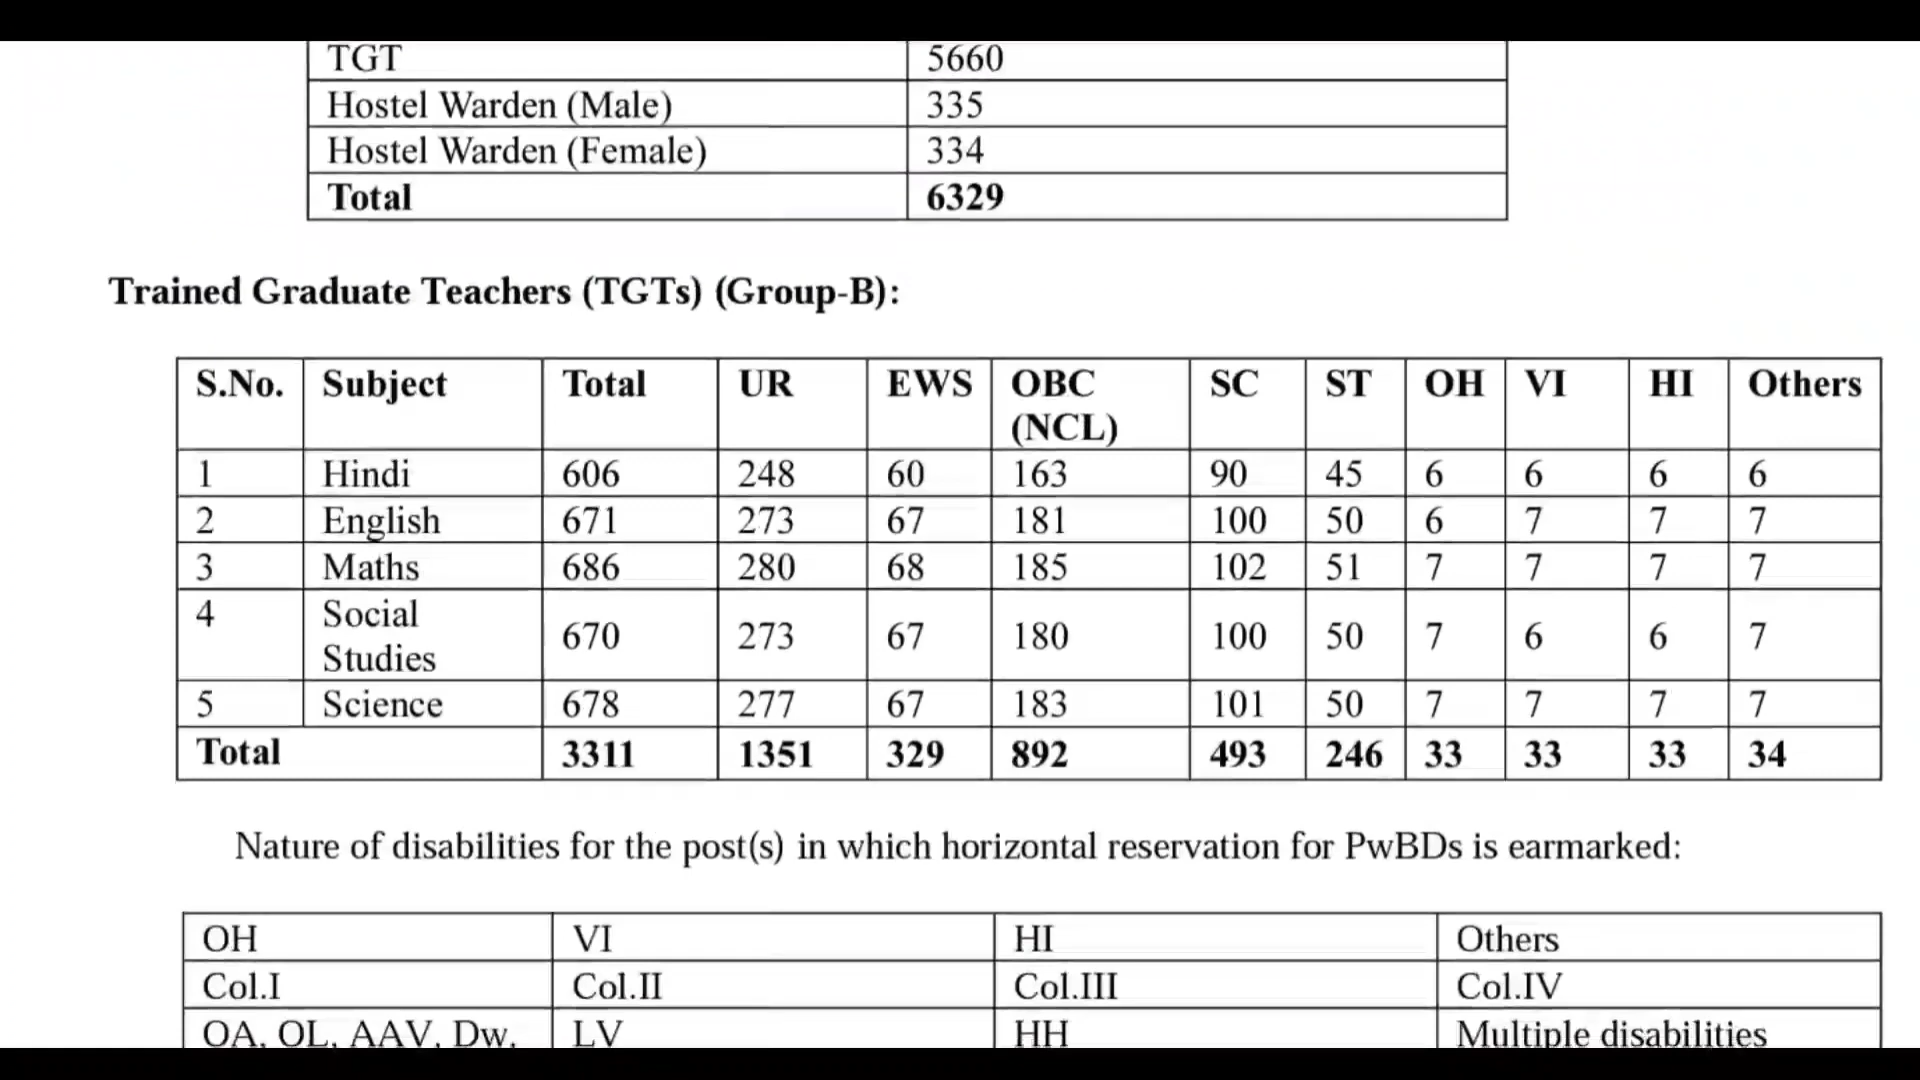 TGT 5660
Hostel Warden (Male) 335
Hostel Warden (Female) 334
Total 6329
Trained Graduate Teachers (TGTs) (Group-B):
S.No. Subject Total UR EWS OBC (NCL) SC ST OH VI HI Others
1 Hindi 606 248 60 163 90 45 6 6 6 6
2 English 671 273 67 181 100 50 6 7 7 7
3 Maths 686 280 68 185 102 51 7 7 7 7
4 Social Studies 670 273 67 180 100 50 7 6 6 7
5 Science 678 277 67 183 101 50 7 7 7 7
Total 3311 1351 329 892 493 246 33 33 33 34
Nature of disabilities for the post(s) in which horizontal reservation for PwBDs is earmarked:
OH VI HI Others
Col.I Col.II Col.III Col.IV
OA, OL, AAV, Dw, LV HH Multiple disabilities